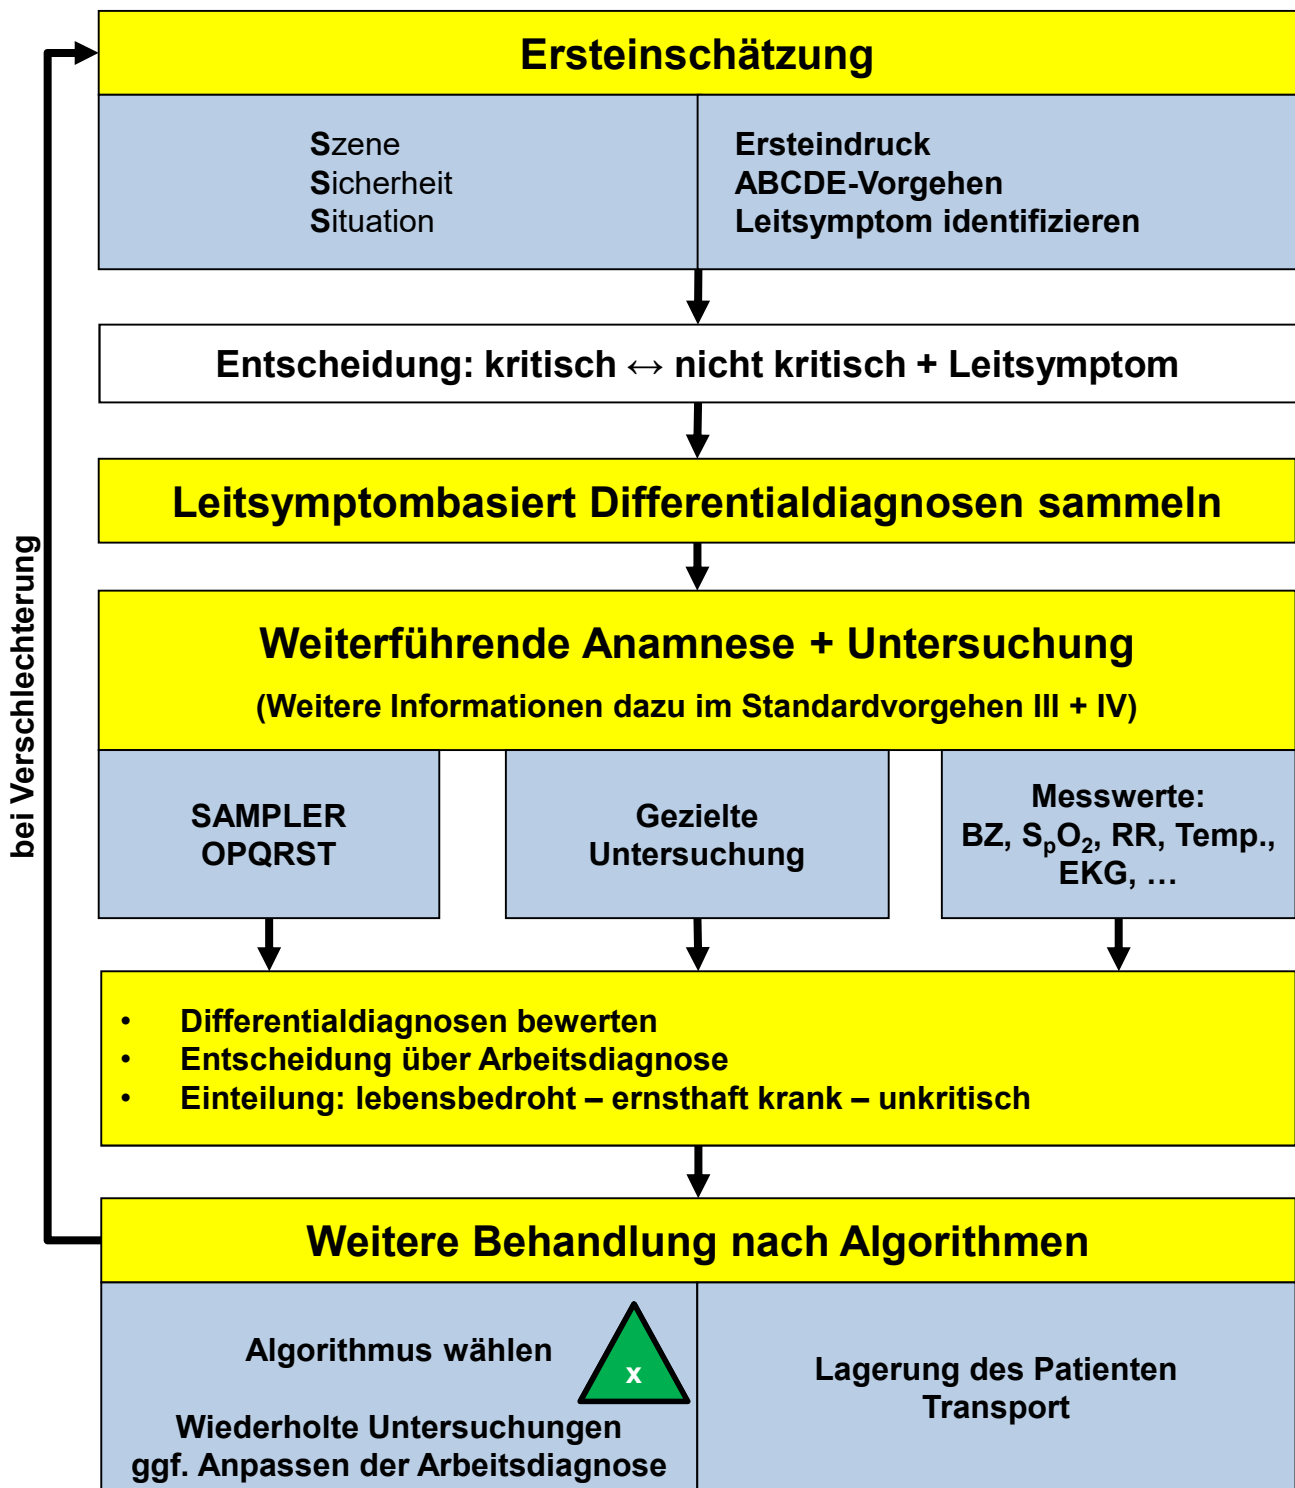 Ersteinschätzung
Szene
Sicherheit
Situation
Ersteindruck
ABCDE-Vorgehen
Leitsymptom identifizieren
Entscheidung: kritisch ↔ nicht kritisch + Leitsymptom
Leitsymptombasiert Differentialdiagnosen sammeln
Weiterführende Anamnese + Untersuchung
(Weitere Informationen dazu im Standardvorgehen III + IV)
SAMPLER
OPQRST
Gezielte
Untersuchung
Messwerte:
BZ, SpO2, RR, Temp.,
EKG, …
• Differentialdiagnosen bewerten
• Entscheidung über Arbeitsdiagnose
• Einteilung: lebensbedroht – ernsthaft krank – unkritisch
Weitere Behandlung nach Algorithmen
Algorithmus wählen
x
Wiederholte Untersuchungen
ggf. Anpassen der Arbeitsdiagnose
Lagerung des Patienten
Transport
bei Verschlechterung